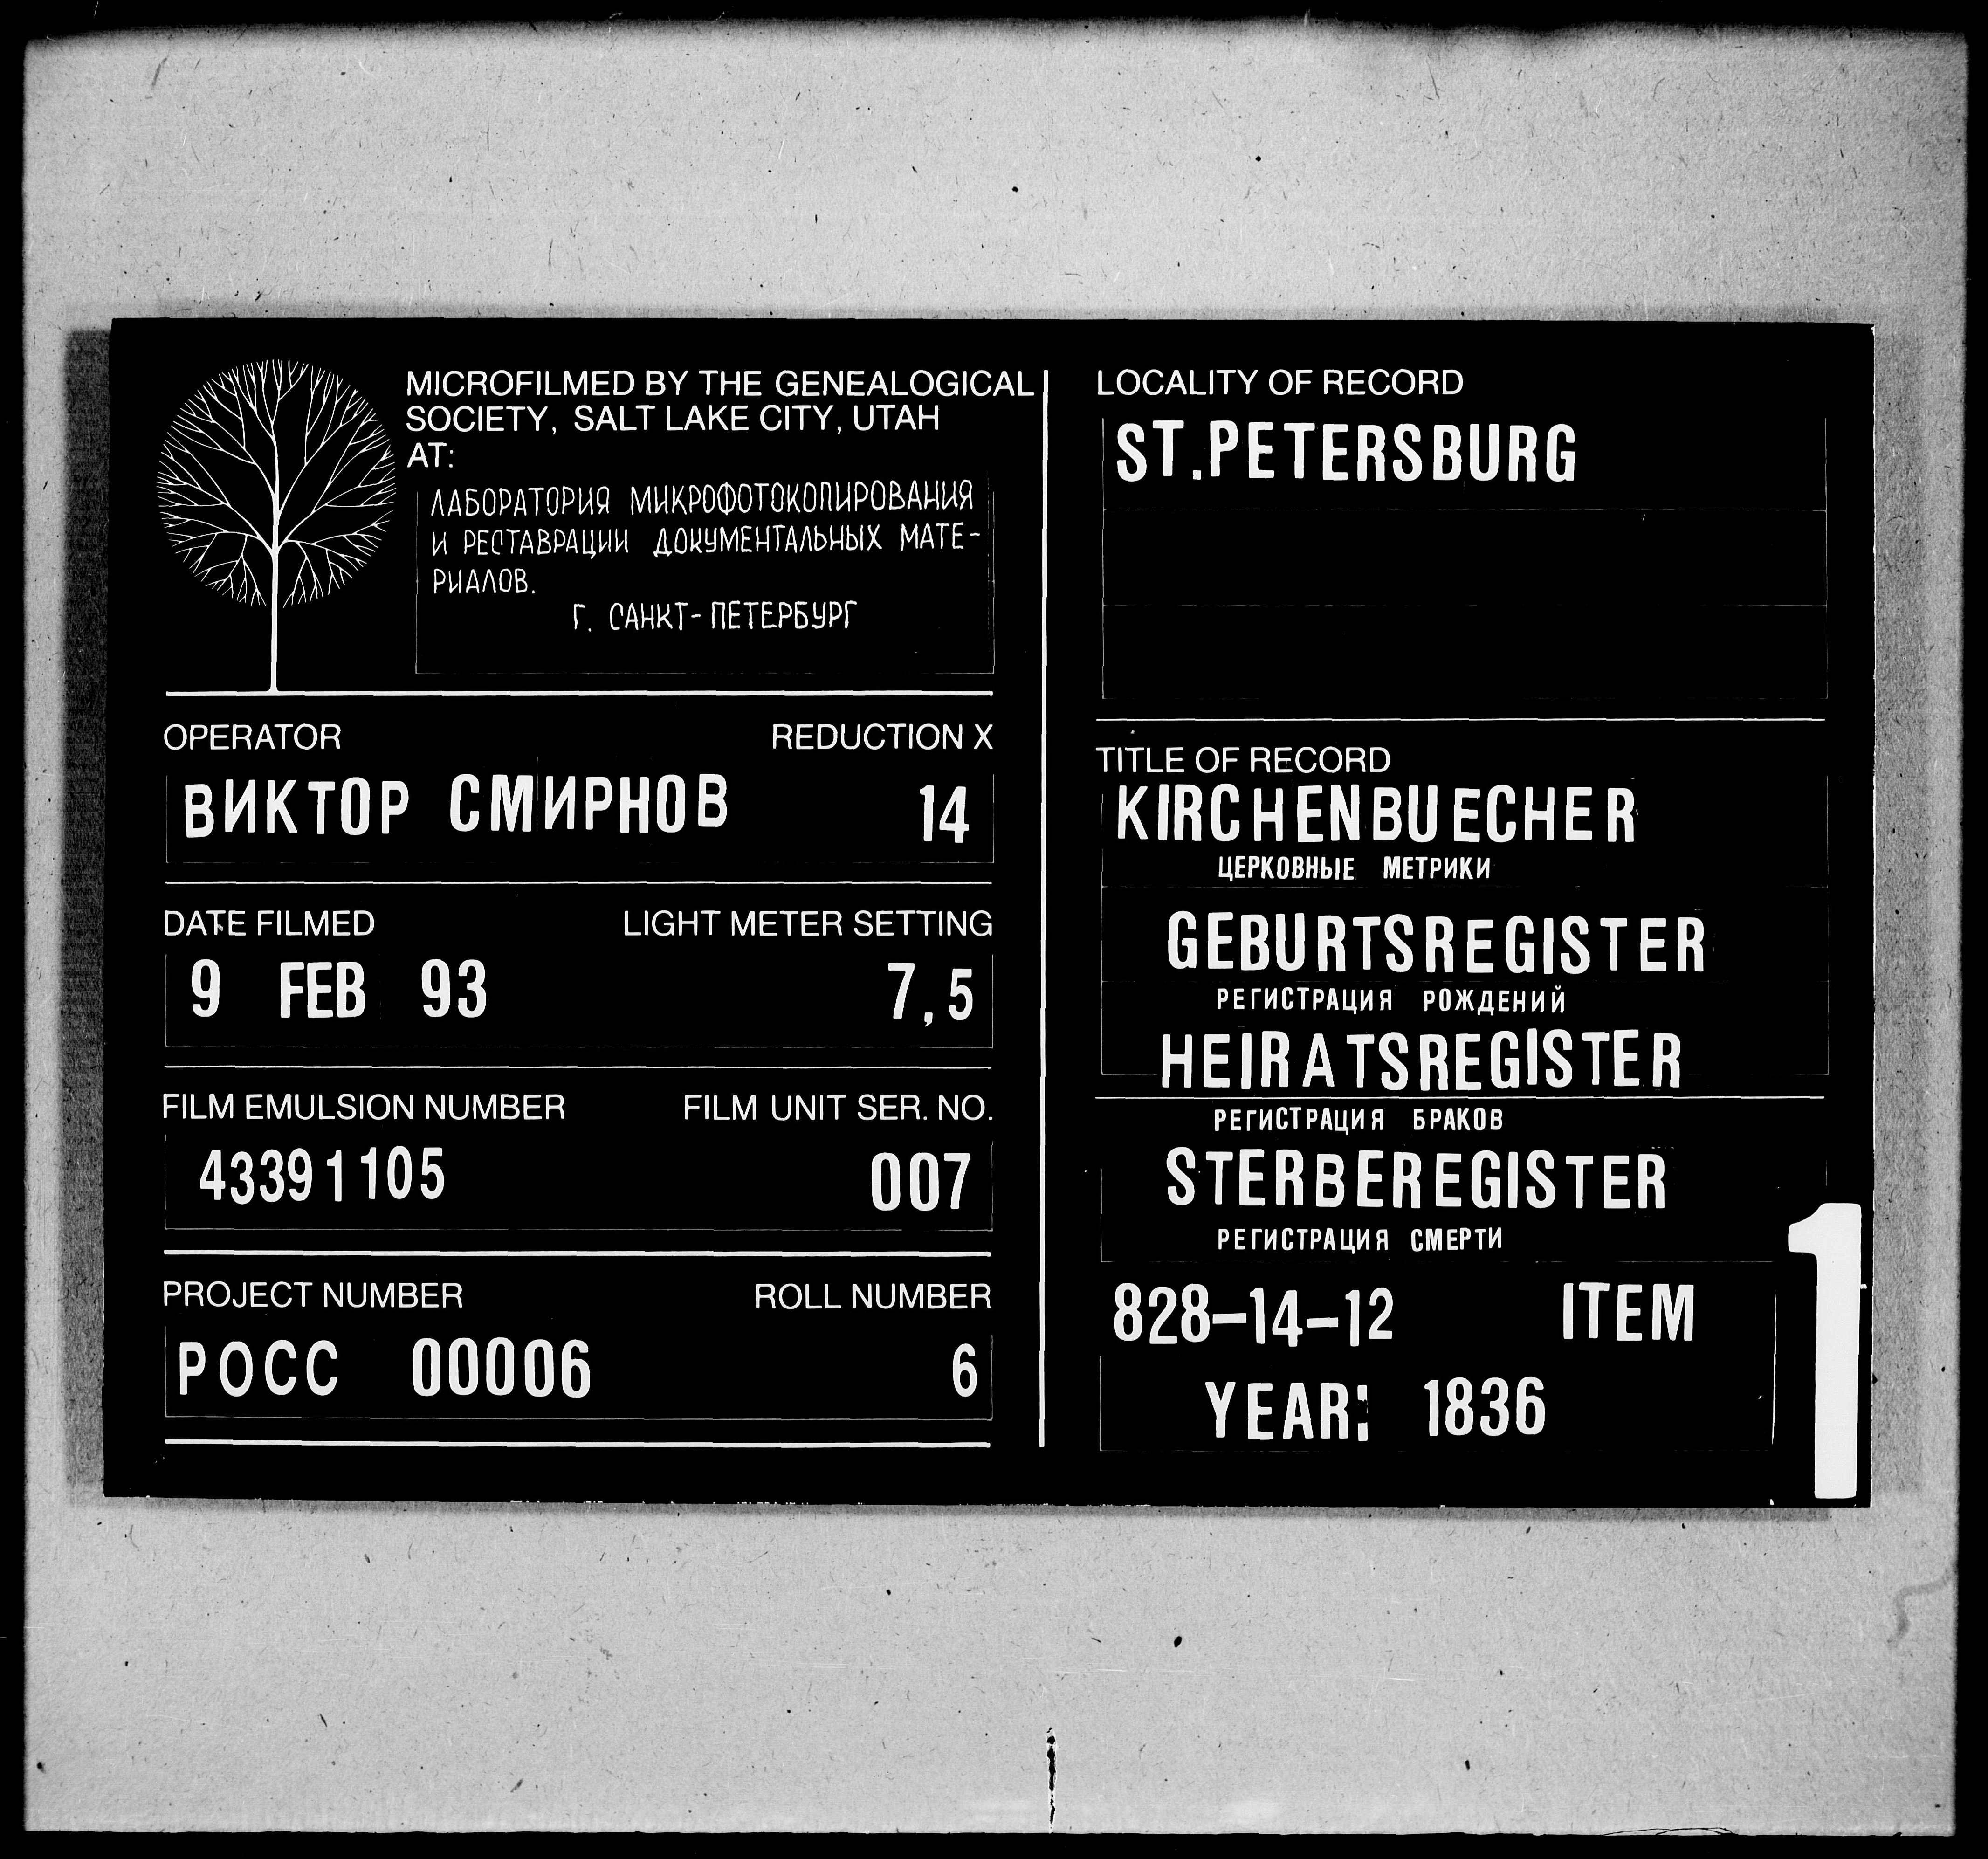 MICROFILMED BY THE GENEALOGICAL
SOCIETY, SALT LAKE CITY, UTAH
AT:
ЛАБОРАТОРИЯ МИКРОФОТОКОПИРОВАНИЯ
И РЕСТАВРАЦИИ ДОКУМЕНТАЛЬНЫХ МАТЕ-
РИАЛОВ.
Г. САНКТ-ПЕТЕРБУРГ
OPERATOR REDUCTION X
ВИКТОР СМИРНОВ 14
DATE FILMED LIGHT METER SETTING
9 FEB 93 7,5
FILM EMULSION NUMBER FILM UNIT SER. NO.
43391105 007
PROJECT NUMBER ROLL NUMBER
РОСС 00006 6
LOCALITY OF RECORD
ST.PETERSBURG
TITLE OF RECORD
KIRCHENBUECHER
ЦЕРКОВНЫЕ МЕТРИКИ
GEBURTSREGISTER
РЕГИСТРАЦИЯ РОЖДЕНИЙ
HEIRATSREGISTER
РЕГИСТРАЦИЯ БРАКОВ
STERBEREGISTER
РЕГИСТРАЦИЯ СМЕРТИ
828-14-12 ITEM 1
YEAR: 1836